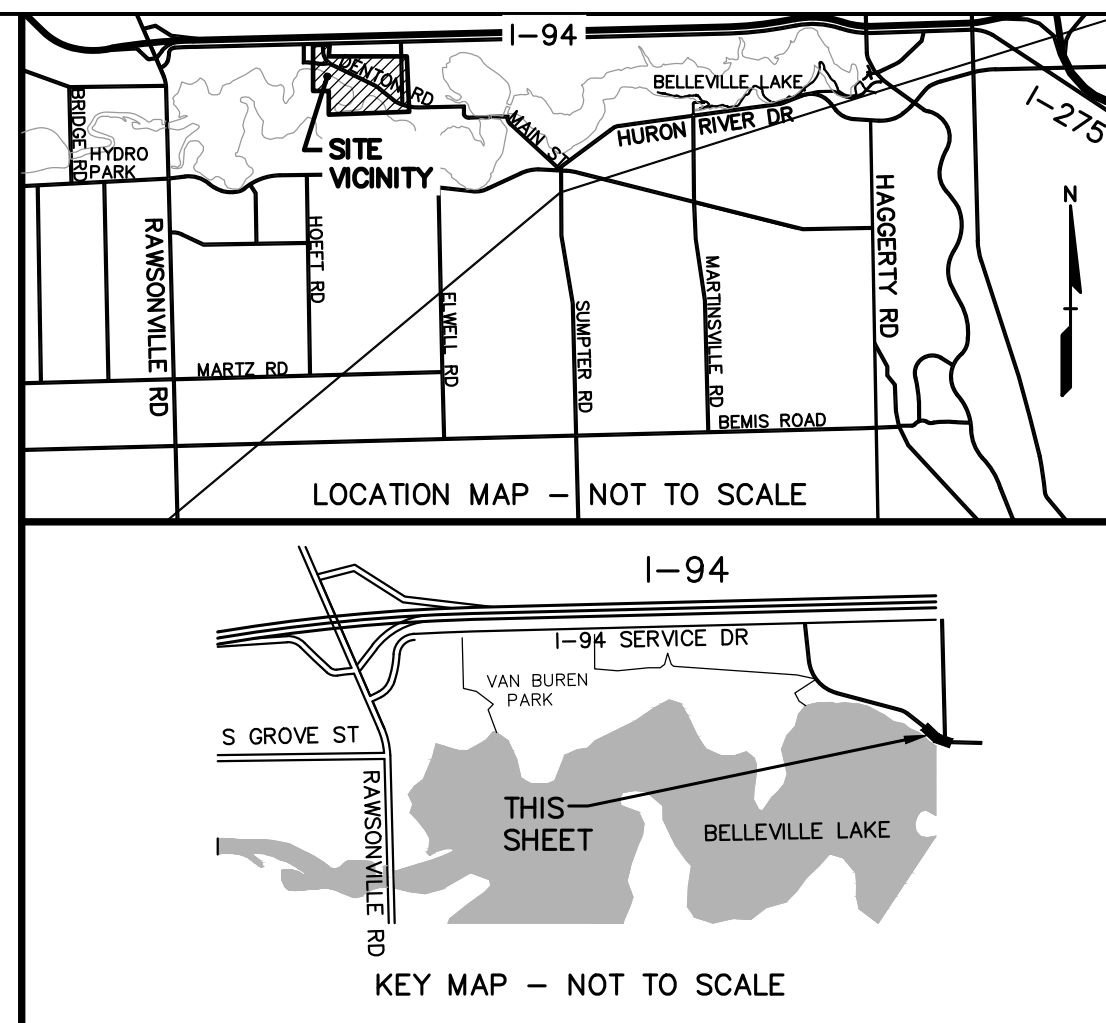 I-94
DENTON RD
BELLEVILLE LAKE
I-275
BRIDGE RD
HYDRO
PARK
SITE
VICINITY
MAIN ST
HURON RIVER DR
N
RAWSONVILLE RD
HOEFT RD
ELWELL RD
SUMPTER RD
MARTINSVILLE RD
HAGGERTY RD
MARTZ RD
BEMIS ROAD
LOCATION MAP - NOT TO SCALE
I-94
I-94 SERVICE DR
VAN BUREN
PARK
S GROVE ST
RAWSONVILLE RD
THIS
SHEET
BELLEVILLE LAKE
KEY MAP - NOT TO SCALE